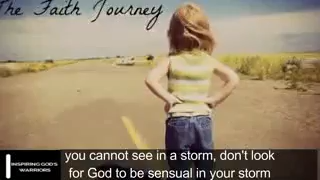 The Faith Journey
INSPIRING GOD'S
WARRIORS
you cannot see in a storm, don't look
for God to be sensual in your storm